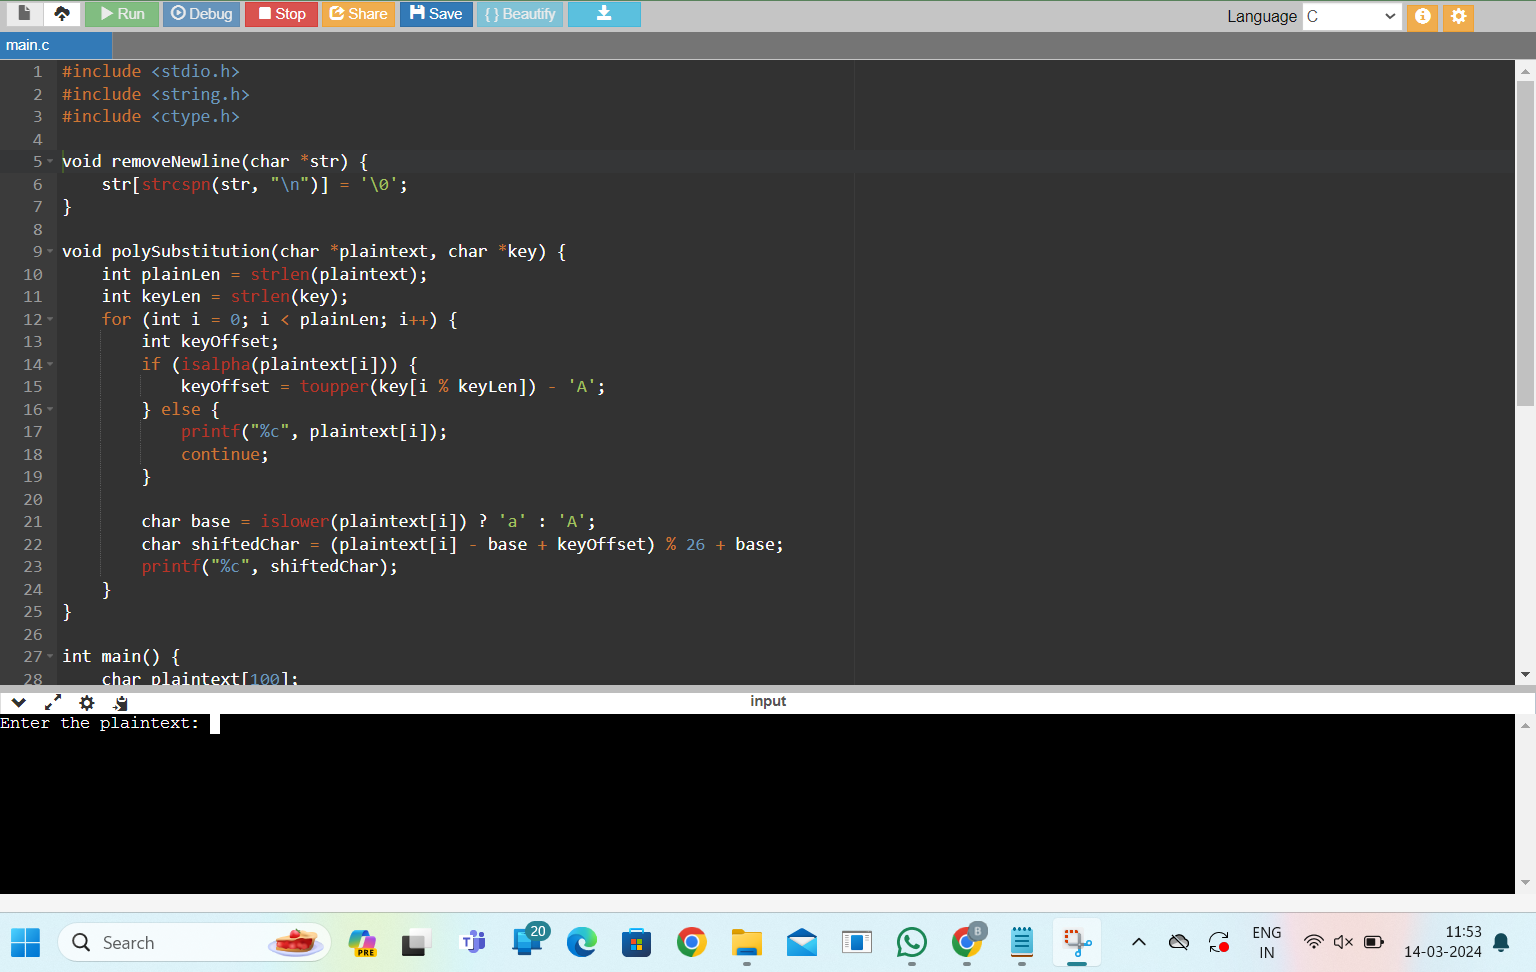 Run Debug Stop Share Save { } Beautify Language C
main.c
1 #include <stdio.h>
2 #include <string.h>
3 #include <ctype.h>
4
5 void removeNewline(char *str) {
6 str[strcspn(str, "\n")] = '\0';
7 }
8
9 void polySubstitution(char *plaintext, char *key) {
10 int plainLen = strlen(plaintext);
11 int keyLen = strlen(key);
12 for (int i = 0; i < plainLen; i++) {
13 int keyOffset;
14 if (isalpha(plaintext[i])) {
15 keyOffset = toupper(key[i % keyLen]) - 'A';
16 } else {
17 printf("%c", plaintext[i]);
18 continue;
19 }
20
21 char base = islower(plaintext[i]) ? 'a' : 'A';
22 char shiftedChar = (plaintext[i] - base + keyOffset) % 26 + base;
23 printf("%c", shiftedChar);
24 }
25 }
26
27 int main() {
28 char plaintext[100];
input
Enter the plaintext:
Search PRE 20 B ENG IN 11:53
14-03-2024